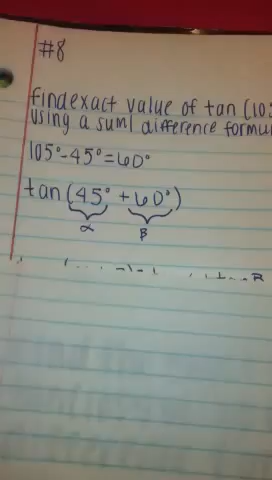 #8
find exact value of tan (10
using a sum/difference formu
105°-45°=60°
tan(45°+60°)
α β